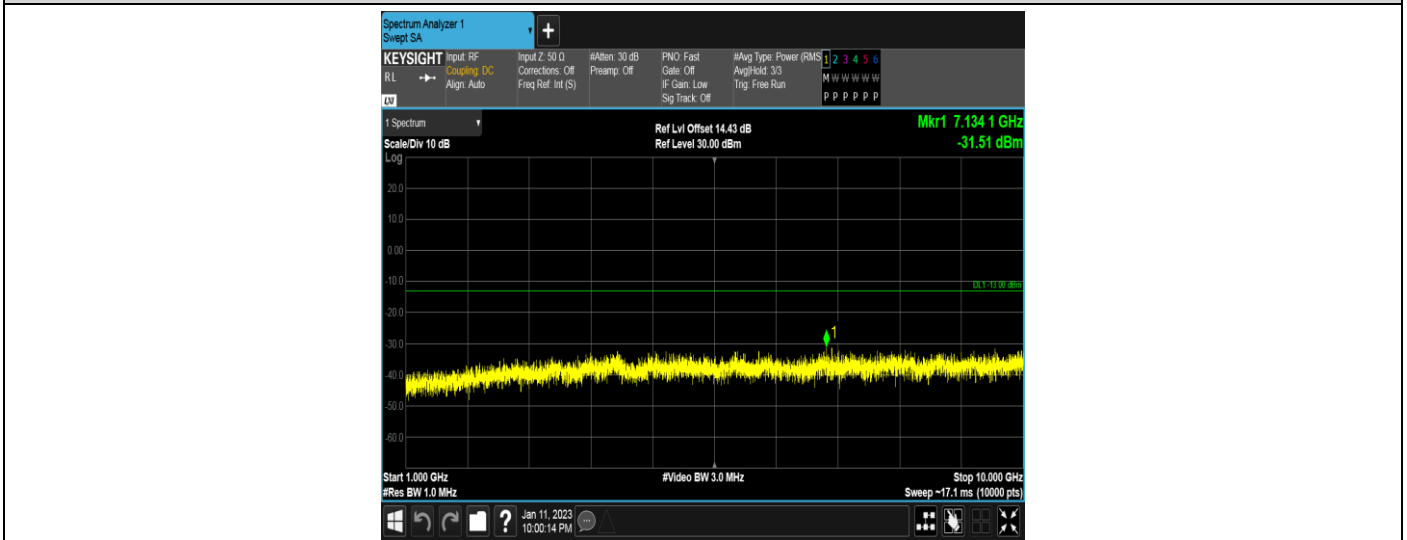 Spectrum Analyzer 1
Swept SA
+
KEYSIGHT
RL
LXI
Input: RF
Coupling: DC
Align: Auto
Input Z: 50 Ω
Corrections: Off
Freq Ref: Int (S)
#Atten: 30 dB
Preamp: Off
PNO: Fast
Gate: Off
IF Gain: Low
Sig Track: Off
#Avg Type: Power (RMS
Avg|Hold: 3/3
Trig: Free Run
1 2 3 4 5 6
M W W W W W
P P P P P P
1 Spectrum
Scale/Div 10 dB
Ref Lvl Offset 14.43 dB
Ref Level 30.00 dBm
Mkr1 7.134 1 GHz
-31.51 dBm
Log
20.0
10.0
0.00
-10.0
DL1 -13.00 dBm
-20.0
1
-30.0
-40.0
-50.0
-60.0
Start 1.000 GHz
#Video BW 3.0 MHz
Stop 10.000 GHz
#Res BW 1.0 MHz
Sweep ~17.1 ms (10000 pts)
?
Jan 11, 2023
10:00:14 PM